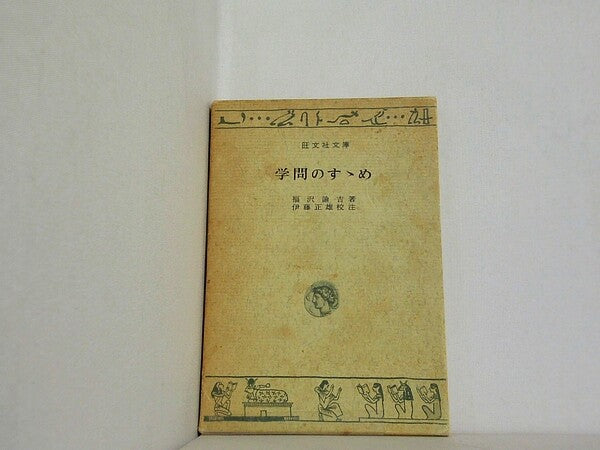 旺文社文庫
学問のすゝめ
福沢諭吉著
伊藤正雄校注